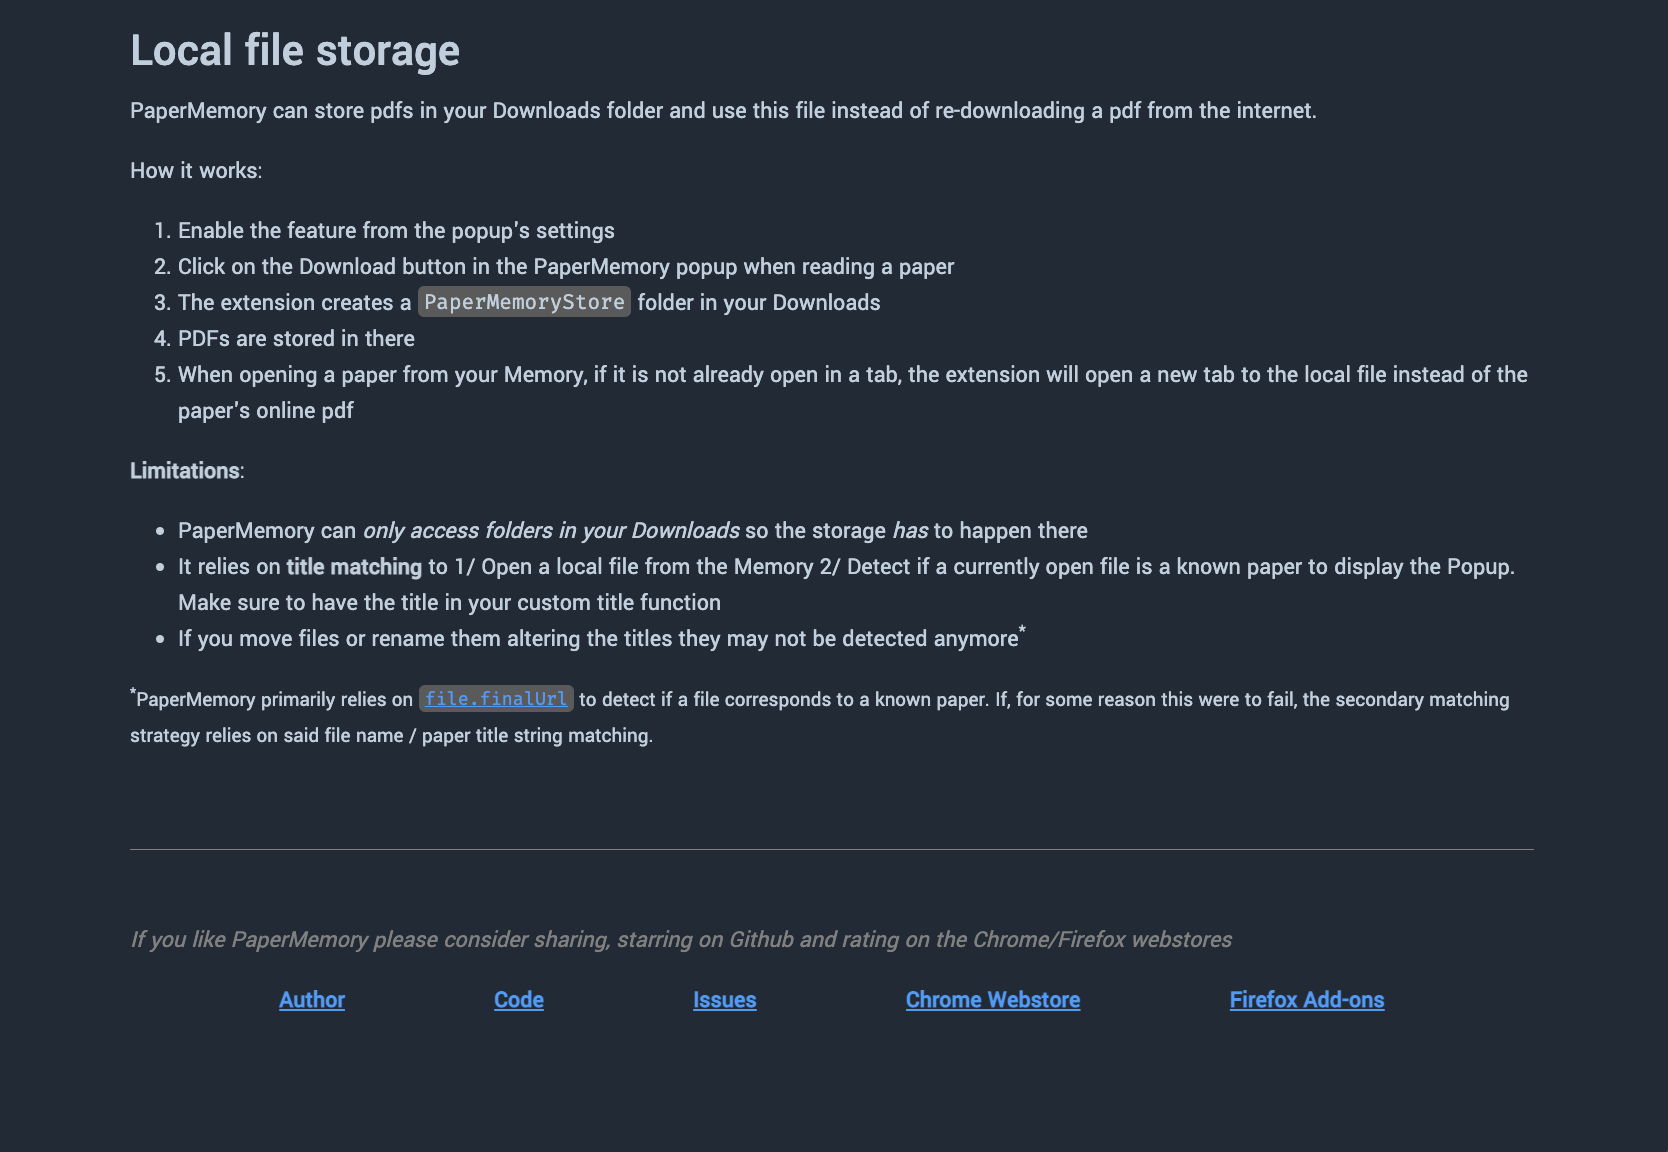 Local file storage
PaperMemory can store pdfs in your Downloads folder and use this file instead of re-downloading a pdf from the internet.
How it works:
1. Enable the feature from the popup's settings
2. Click on the Download button in the PaperMemory popup when reading a paper
3. The extension creates a PaperMemoryStore folder in your Downloads
4. PDFs are stored in there
5. When opening a paper from your Memory, if it is not already open in a tab, the extension will open a new tab to the local file instead of the
paper's online pdf
Limitations:
• PaperMemory can only access folders in your Downloads so the storage has to happen there
• It relies on title matching to 1/ Open a local file from the Memory 2/ Detect if a currently open file is a known paper to display the Popup.
Make sure to have the title in your custom title function
• If you move files or rename them altering the titles they may not be detected anymore*
*PaperMemory primarily relies on file.finalUrl to detect if a file corresponds to a known paper. If, for some reason this were to fail, the secondary matching
strategy relies on said file name / paper title string matching.
If you like PaperMemory please consider sharing, starring on Github and rating on the Chrome/Firefox webstores
Author Code Issues Chrome Webstore Firefox Add-ons